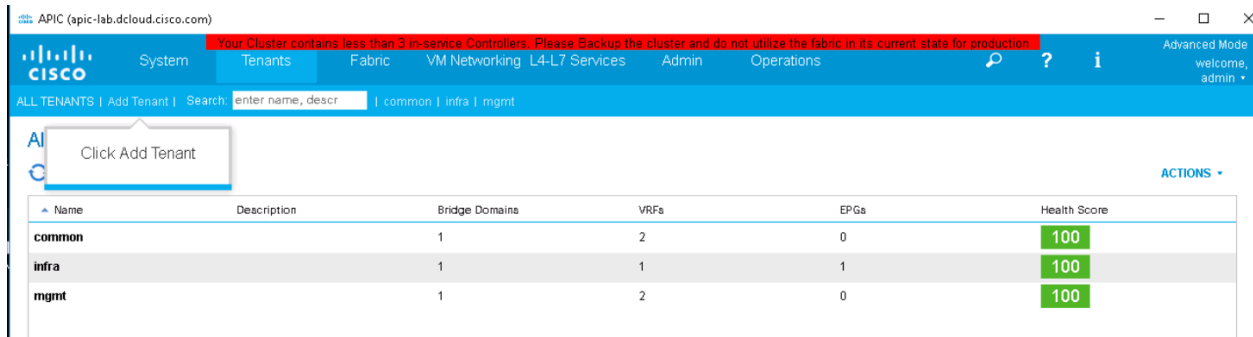 APIC (apic-lab.dcloud.cisco.com)
Your Cluster contains less than 3 in-service Controllers. Please Backup the cluster and do not utilize the fabric in its current state for production
CISCO System Tenants Fabric VM Networking L4-L7 Services Admin Operations ? i Advanced Mode
welcome,
admin
ALL TENANTS | Add Tenant | Search: enter name, descr | common | infra | mgmt
Al
Click Add Tenant
ACTIONS
Name Description Bridge Domains VRFs EPGs Health Score
common 1 2 0 100
infra 1 1 1 100
mgmt 1 2 0 100